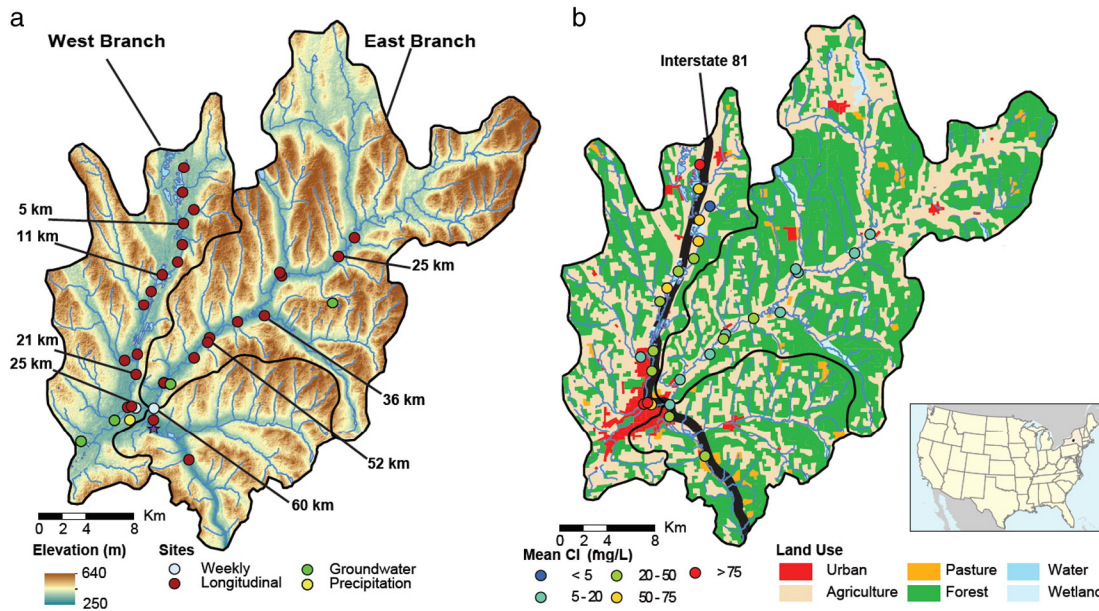 a
West Branch
East Branch
5 km
11 km
21 km
25 km
25 km
36 km
52 km
60 km
0 2 4 8 Km
Elevation (m)
640
250
Sites
Weekly
Longitudinal
Groundwater
Precipitation
b
Interstate 81
0 2 4 8 Km
Mean Cl (mg/L)
< 5
5 - 20
20 - 50
50 - 75
> 75
Land Use
Urban
Agriculture
Pasture
Forest
Water
Wetland